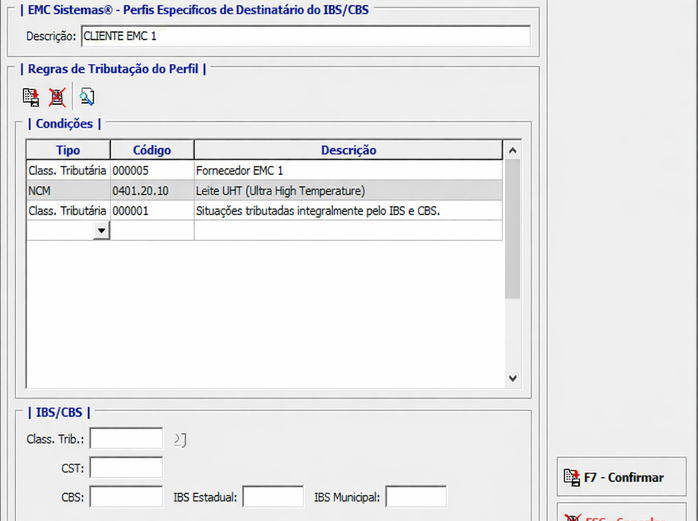 | EMC Sistemas® - Perfis Específicos de Destinatário do IBS/CBS
Descrição: CLIENTE EMC 1
| Regras de Tributação do Perfil |
| Condições |
Tipo Código Descrição
Class. Tributária 000005 Fornecedor EMC 1
NCM 0401.20.10 Leite UHT (Ultra High Temperature)
Class. Tributária 000001 Situações tributadas integralmente pelo IBS e CBS.
| IBS/CBS |
Class. Trib.:
CST:
F7 - Confirmar
CBS: IBS Estadual: IBS Municipal: